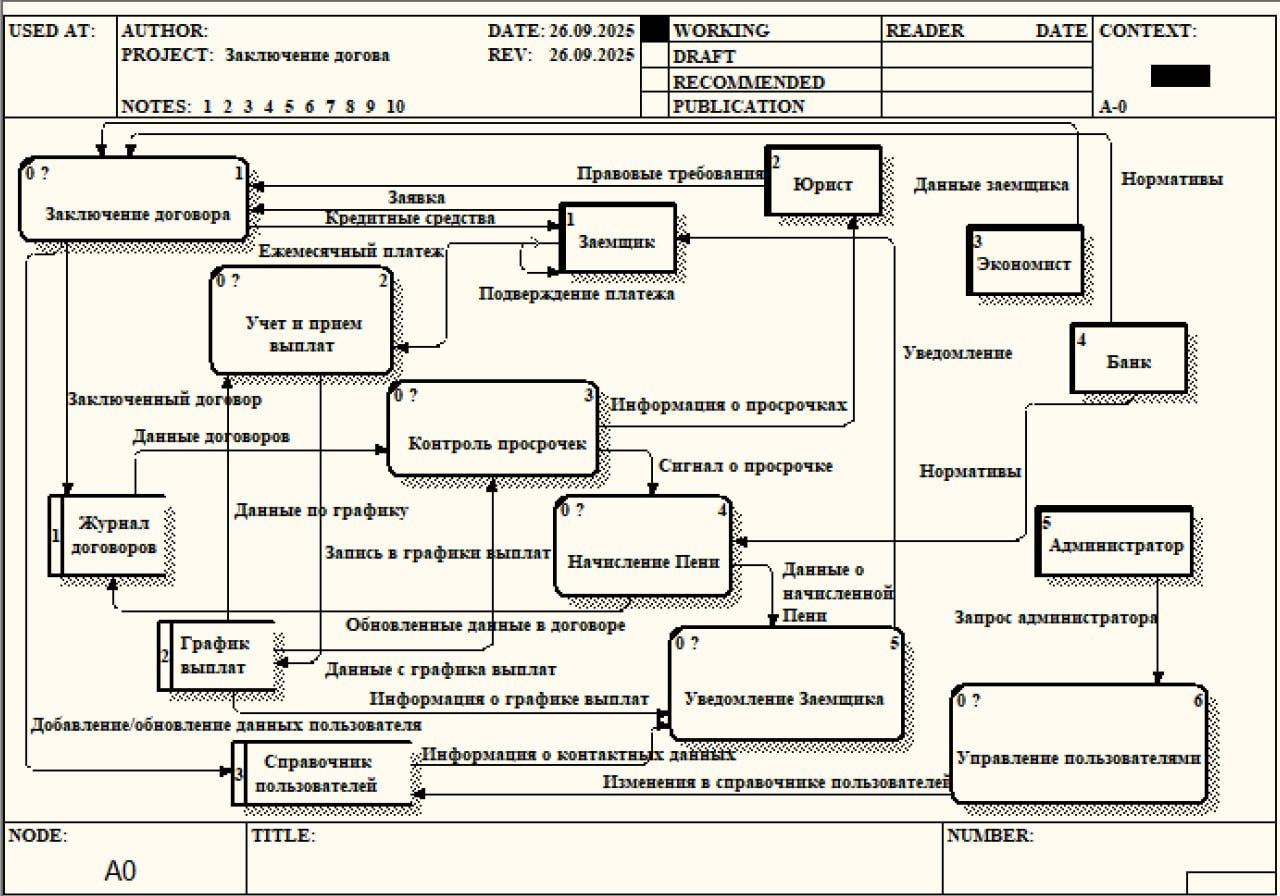 USED AT:
AUTHOR:
DATE: 26.09.2025
WORKING
READER
DATE
CONTEXT:
PROJECT: Заключение догова
REV: 26.09.2025
DRAFT
RECOMMENDED
NOTES: 1 2 3 4 5 6 7 8 9 10
PUBLICATION
A-0
0 ?
1
Заключение договора
Правовые требования
2
Юрист
Данные заемщика
Нормативы
Заявка
Кредитные средства
1
Заемщик
3
Экономист
Ежемесячный платеж
Подверждение платежа
0 ?
2
Учет и прием
выплат
Уведомление
4
Банк
Заключенный договор
0 ?
3
Контроль просрочек
Информация о просрочках
Данные договоров
Сигнал о просрочке
Нормативы
1
Журнал
договоров
Данные по графику
0 ?
4
Начисление Пени
5
Администратор
Запись в графики выплат
Данные о
начисленной
Пени
Запрос администратора
Обновленные данные в договоре
2
График
выплат
Данные с графика выплат
0 ?
5
Уведомление Заемщика
Информация о графике выплат
0 ?
6
Управление пользователями
Добавление/обновление данных пользователя
3
Справочник
пользователей
Информация о контактных данных
Изменения в справочнике пользователей
NODE:
A0
TITLE:
NUMBER: